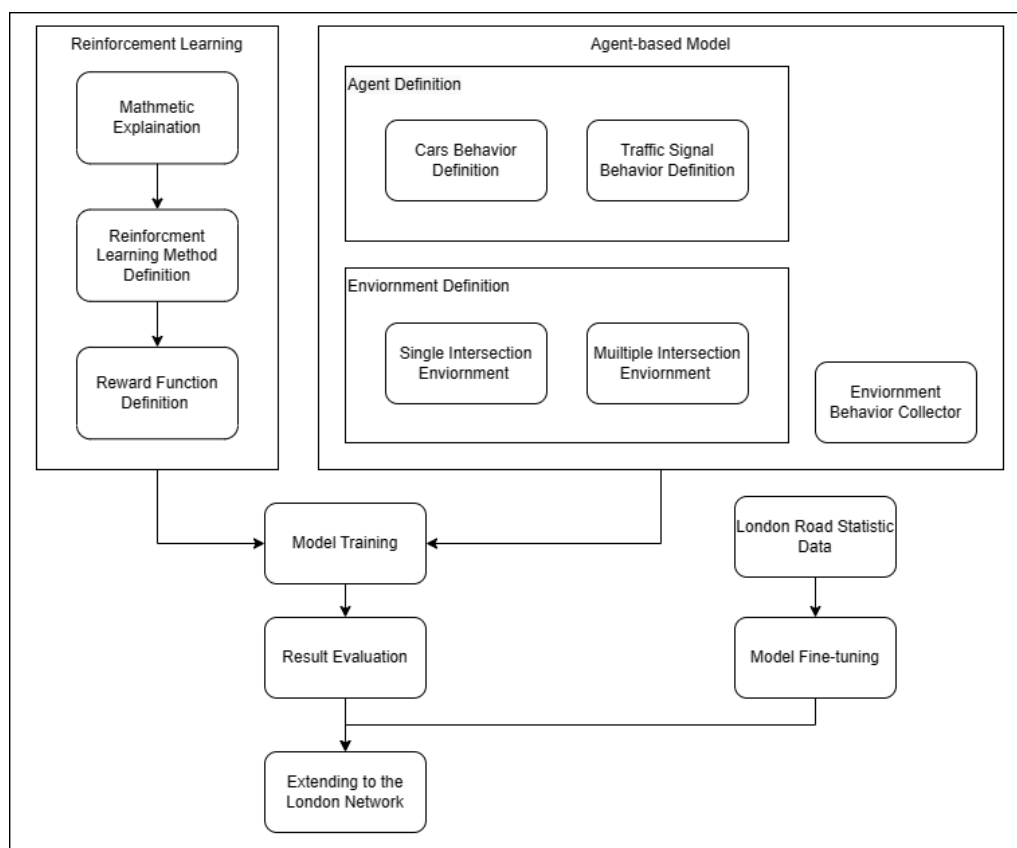 Reinforcement Learning
Mathmetic
Explaination
Reinforcment
Learning Method
Definition
Reward Function
Definition
Agent-based Model
Agent Definition
Cars Behavior
Definition
Traffic Signal
Behavior Definition
Enviornment Definition
Single Intersection
Enviornment
Muiltiple Intersection
Enviornment
Enviornment
Behavior Collector
Model Training
London Road Statistic
Data
Result Evaluation
Model Fine-tuning
Extending to the
London Network